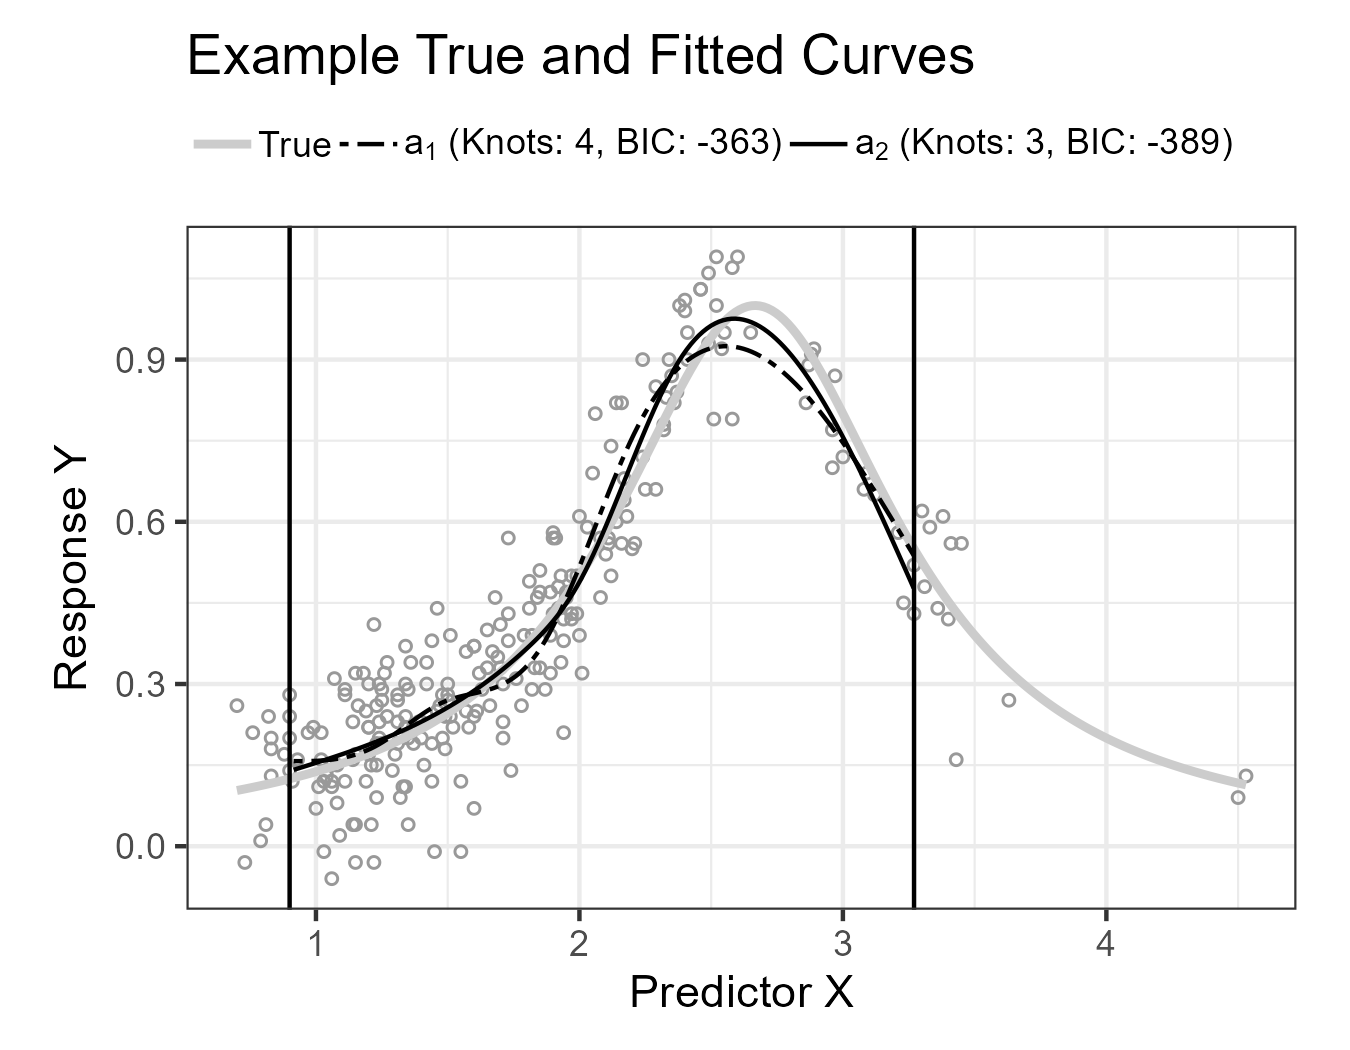 Example True and Fitted Curves
True a₁ (Knots: 4, BIC: -363) a₂ (Knots: 3, BIC: -389)
Response Y
0.9
0.6
0.3
0.0
1 2 3 4
Predictor X